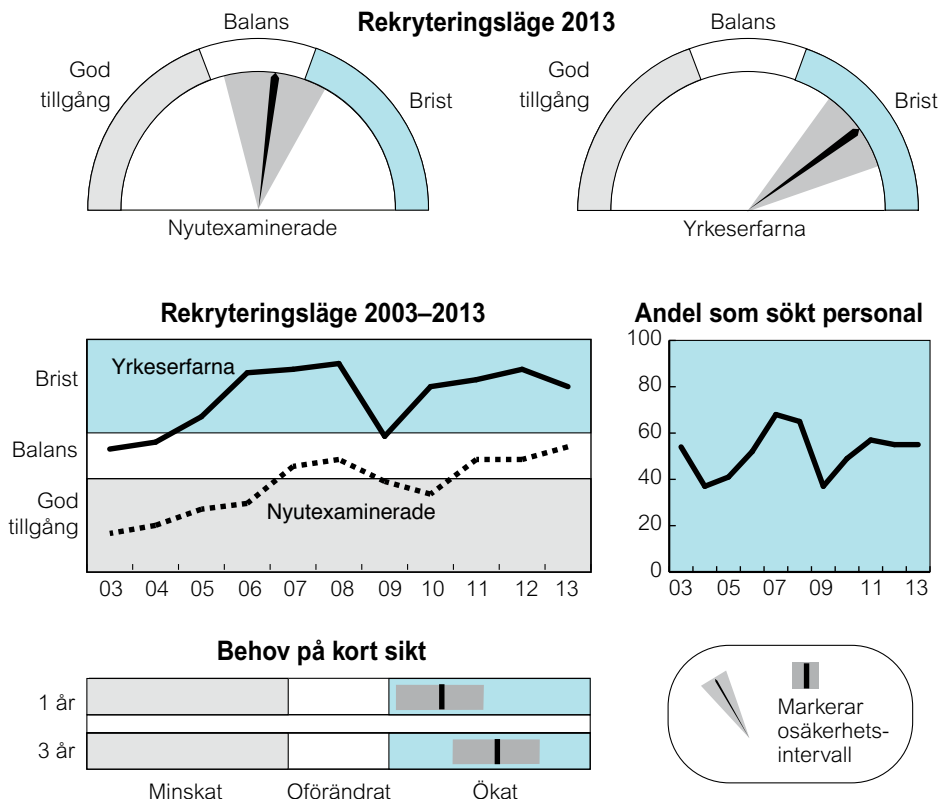 Rekryteringsläge 2013
Balans
God
tillgång
Brist
Nyutexaminerade
Balans
God
tillgång
Brist
Yrkeserfarna
Rekryteringsläge 2003–2013
Brist
Balans
God
tillgång
Yrkeserfarna
Nyutexaminerade
03 04 05 06 07 08 09 10 11 12 13
Andel som sökt personal
100
80
60
40
20
0
03 05 07 09 11 13
Behov på kort sikt
1 år
3 år
Minskat Oförändrat Ökat
Markerar
osäkerhets-
intervall